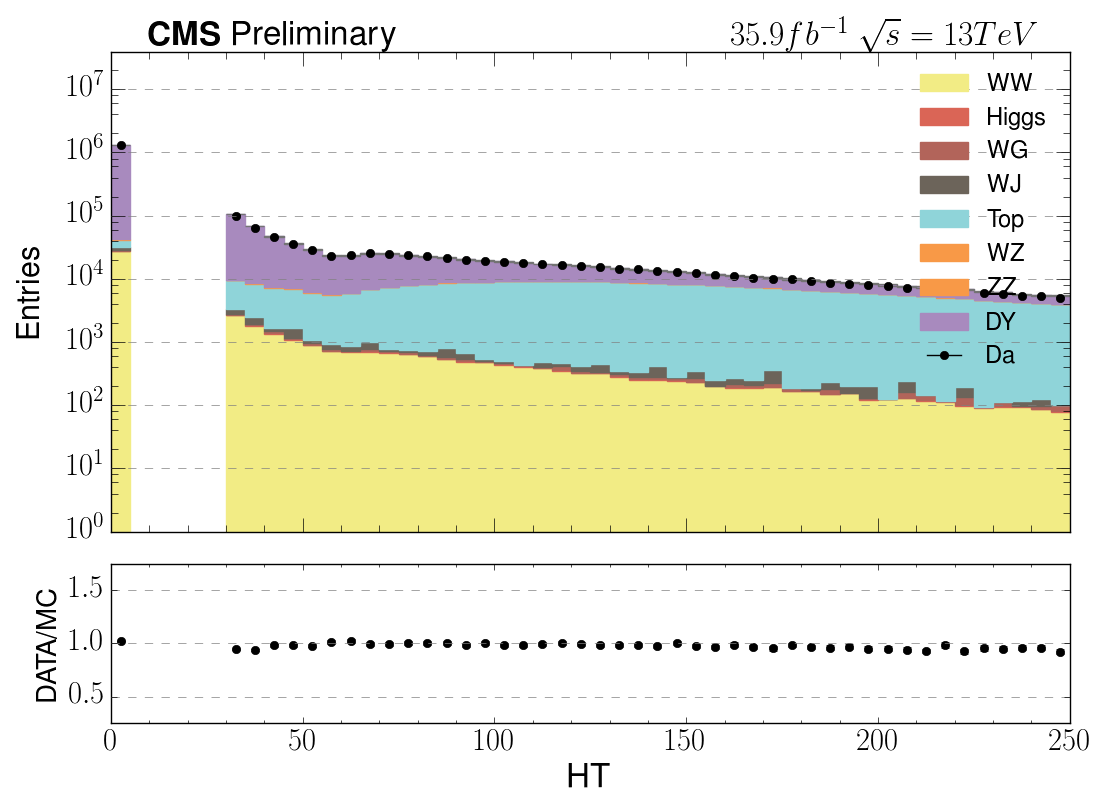 CMS Preliminary 35.9fb⁻¹ √s = 13TeV
10⁷
10⁶
10⁵
10⁴
10³
10²
10¹
10⁰
Entries
WW
Higgs
WG
WJ
Top
WZ
ZZ
DY
Da
1.5
1.0
0.5
DATA/MC
0 50 100 150 200 250
HT